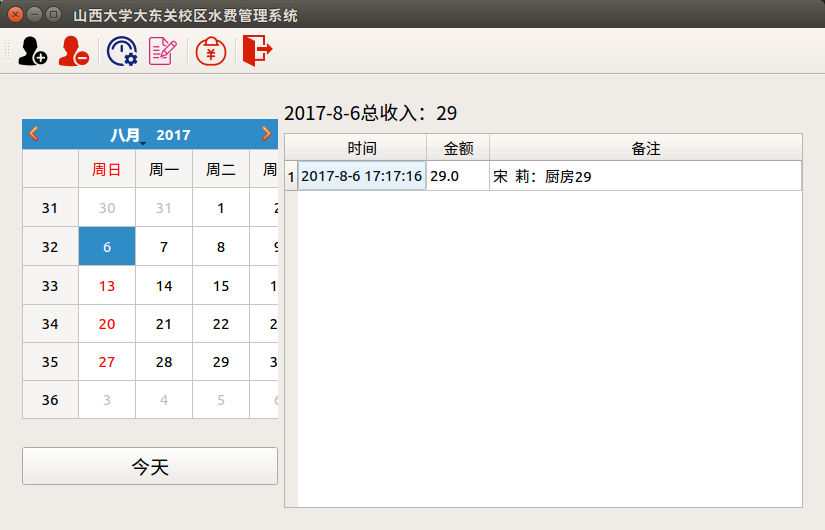 山西大学大东关校区水费管理系统
¥
2017-8-6总收入：29
八月 2017
周日 周一 周二 周
31 30 31 1 2
32 6 7 8 9
33 13 14 15 1
34 20 21 22 2
35 27 28 29 3
36 3 4 5 6
今天
时间 金额 备注
1 2017-8-6 17:17:16 29.0 宋 莉：厨房29